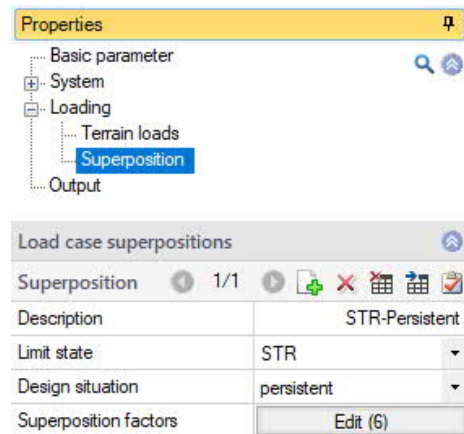 Properties
Basic parameter
System
Loading
Terrain loads
Superposition
Output
Load case superpositions
Superposition 1/1
Description STR-Persistent
Limit state STR
Design situation persistent
Superposition factors Edit (6)